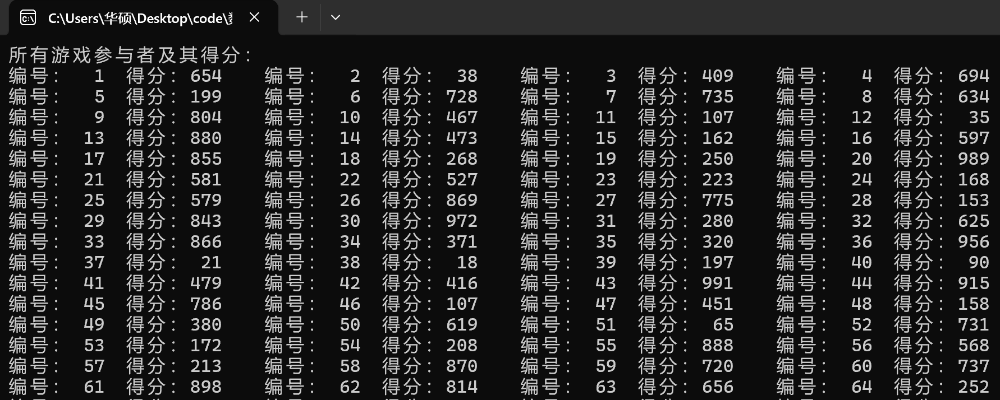 C:\Users\华硕\Desktop\code\
所有游戏参与者及其得分：
编号： 1 得分：654 编号： 2 得分： 38 编号： 3 得分：409 编号： 4 得分：694
编号： 5 得分：199 编号： 6 得分：728 编号： 7 得分：735 编号： 8 得分：634
编号： 9 得分：804 编号： 10 得分：467 编号： 11 得分：107 编号： 12 得分： 35
编号： 13 得分：880 编号： 14 得分：473 编号： 15 得分：162 编号： 16 得分：597
编号： 17 得分：855 编号： 18 得分：268 编号： 19 得分：250 编号： 20 得分：989
编号： 21 得分：581 编号： 22 得分：527 编号： 23 得分：223 编号： 24 得分：168
编号： 25 得分：579 编号： 26 得分：869 编号： 27 得分：775 编号： 28 得分：153
编号： 29 得分：843 编号： 30 得分：972 编号： 31 得分：280 编号： 32 得分：625
编号： 33 得分：866 编号： 34 得分：371 编号： 35 得分：320 编号： 36 得分：956
编号： 37 得分： 21 编号： 38 得分： 18 编号： 39 得分：197 编号： 40 得分： 90
编号： 41 得分：479 编号： 42 得分：416 编号： 43 得分：991 编号： 44 得分：915
编号： 45 得分：786 编号： 46 得分：107 编号： 47 得分：451 编号： 48 得分：158
编号： 49 得分：380 编号： 50 得分：619 编号： 51 得分： 65 编号： 52 得分：731
编号： 53 得分：172 编号： 54 得分：208 编号： 55 得分：888 编号： 56 得分：568
编号： 57 得分：213 编号： 58 得分：870 编号： 59 得分：720 编号： 60 得分：737
编号： 61 得分：898 编号： 62 得分：814 编号： 63 得分：656 编号： 64 得分：252